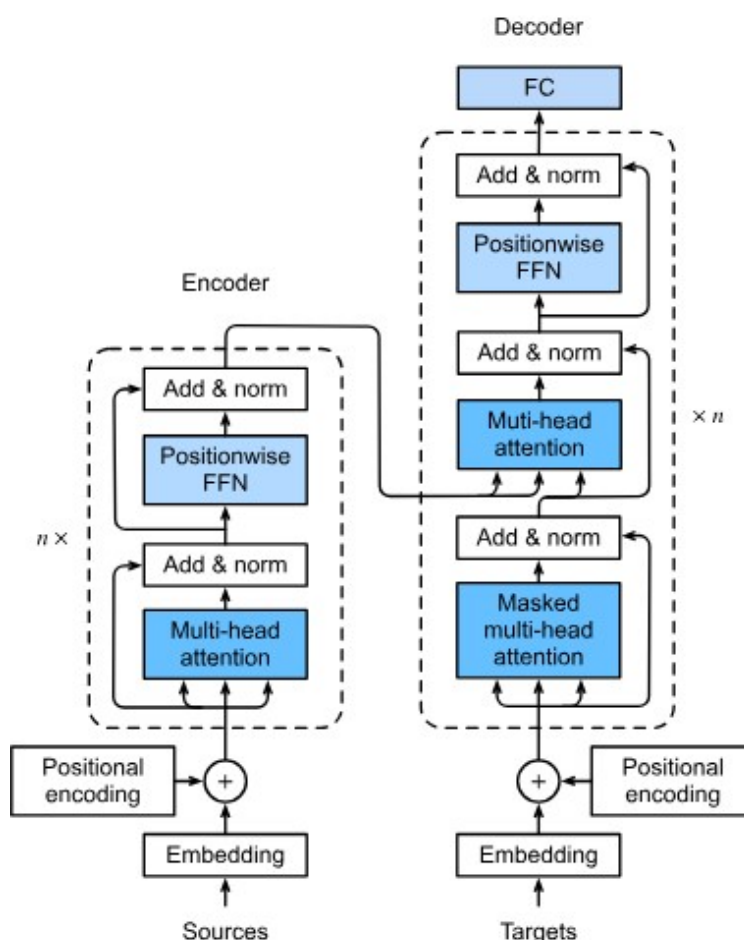 Decoder
FC
Add & norm
Positionwise
FFN
Encoder
Add & norm
Add & norm
Muti-head
attention
× n
Positionwise
FFN
n ×
Add & norm
Add & norm
Multi-head
attention
Masked
multi-head
attention
Positional
encoding
+
+
Positional
encoding
Embedding
Embedding
Sources
Targets